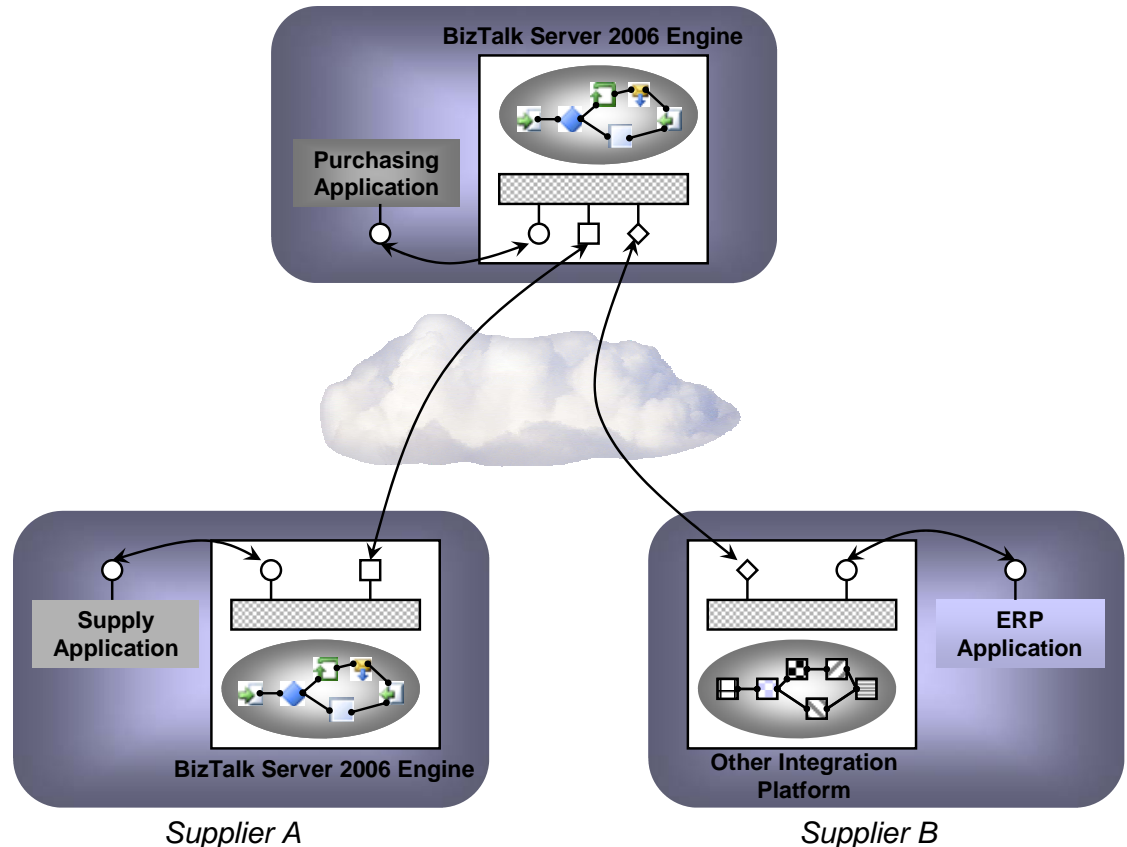 BizTalk Server 2006 Engine
Purchasing
Application
Supply
Application
BizTalk Server 2006 Engine
ERP
Application
Other Integration
Platform
Supplier A
Supplier B